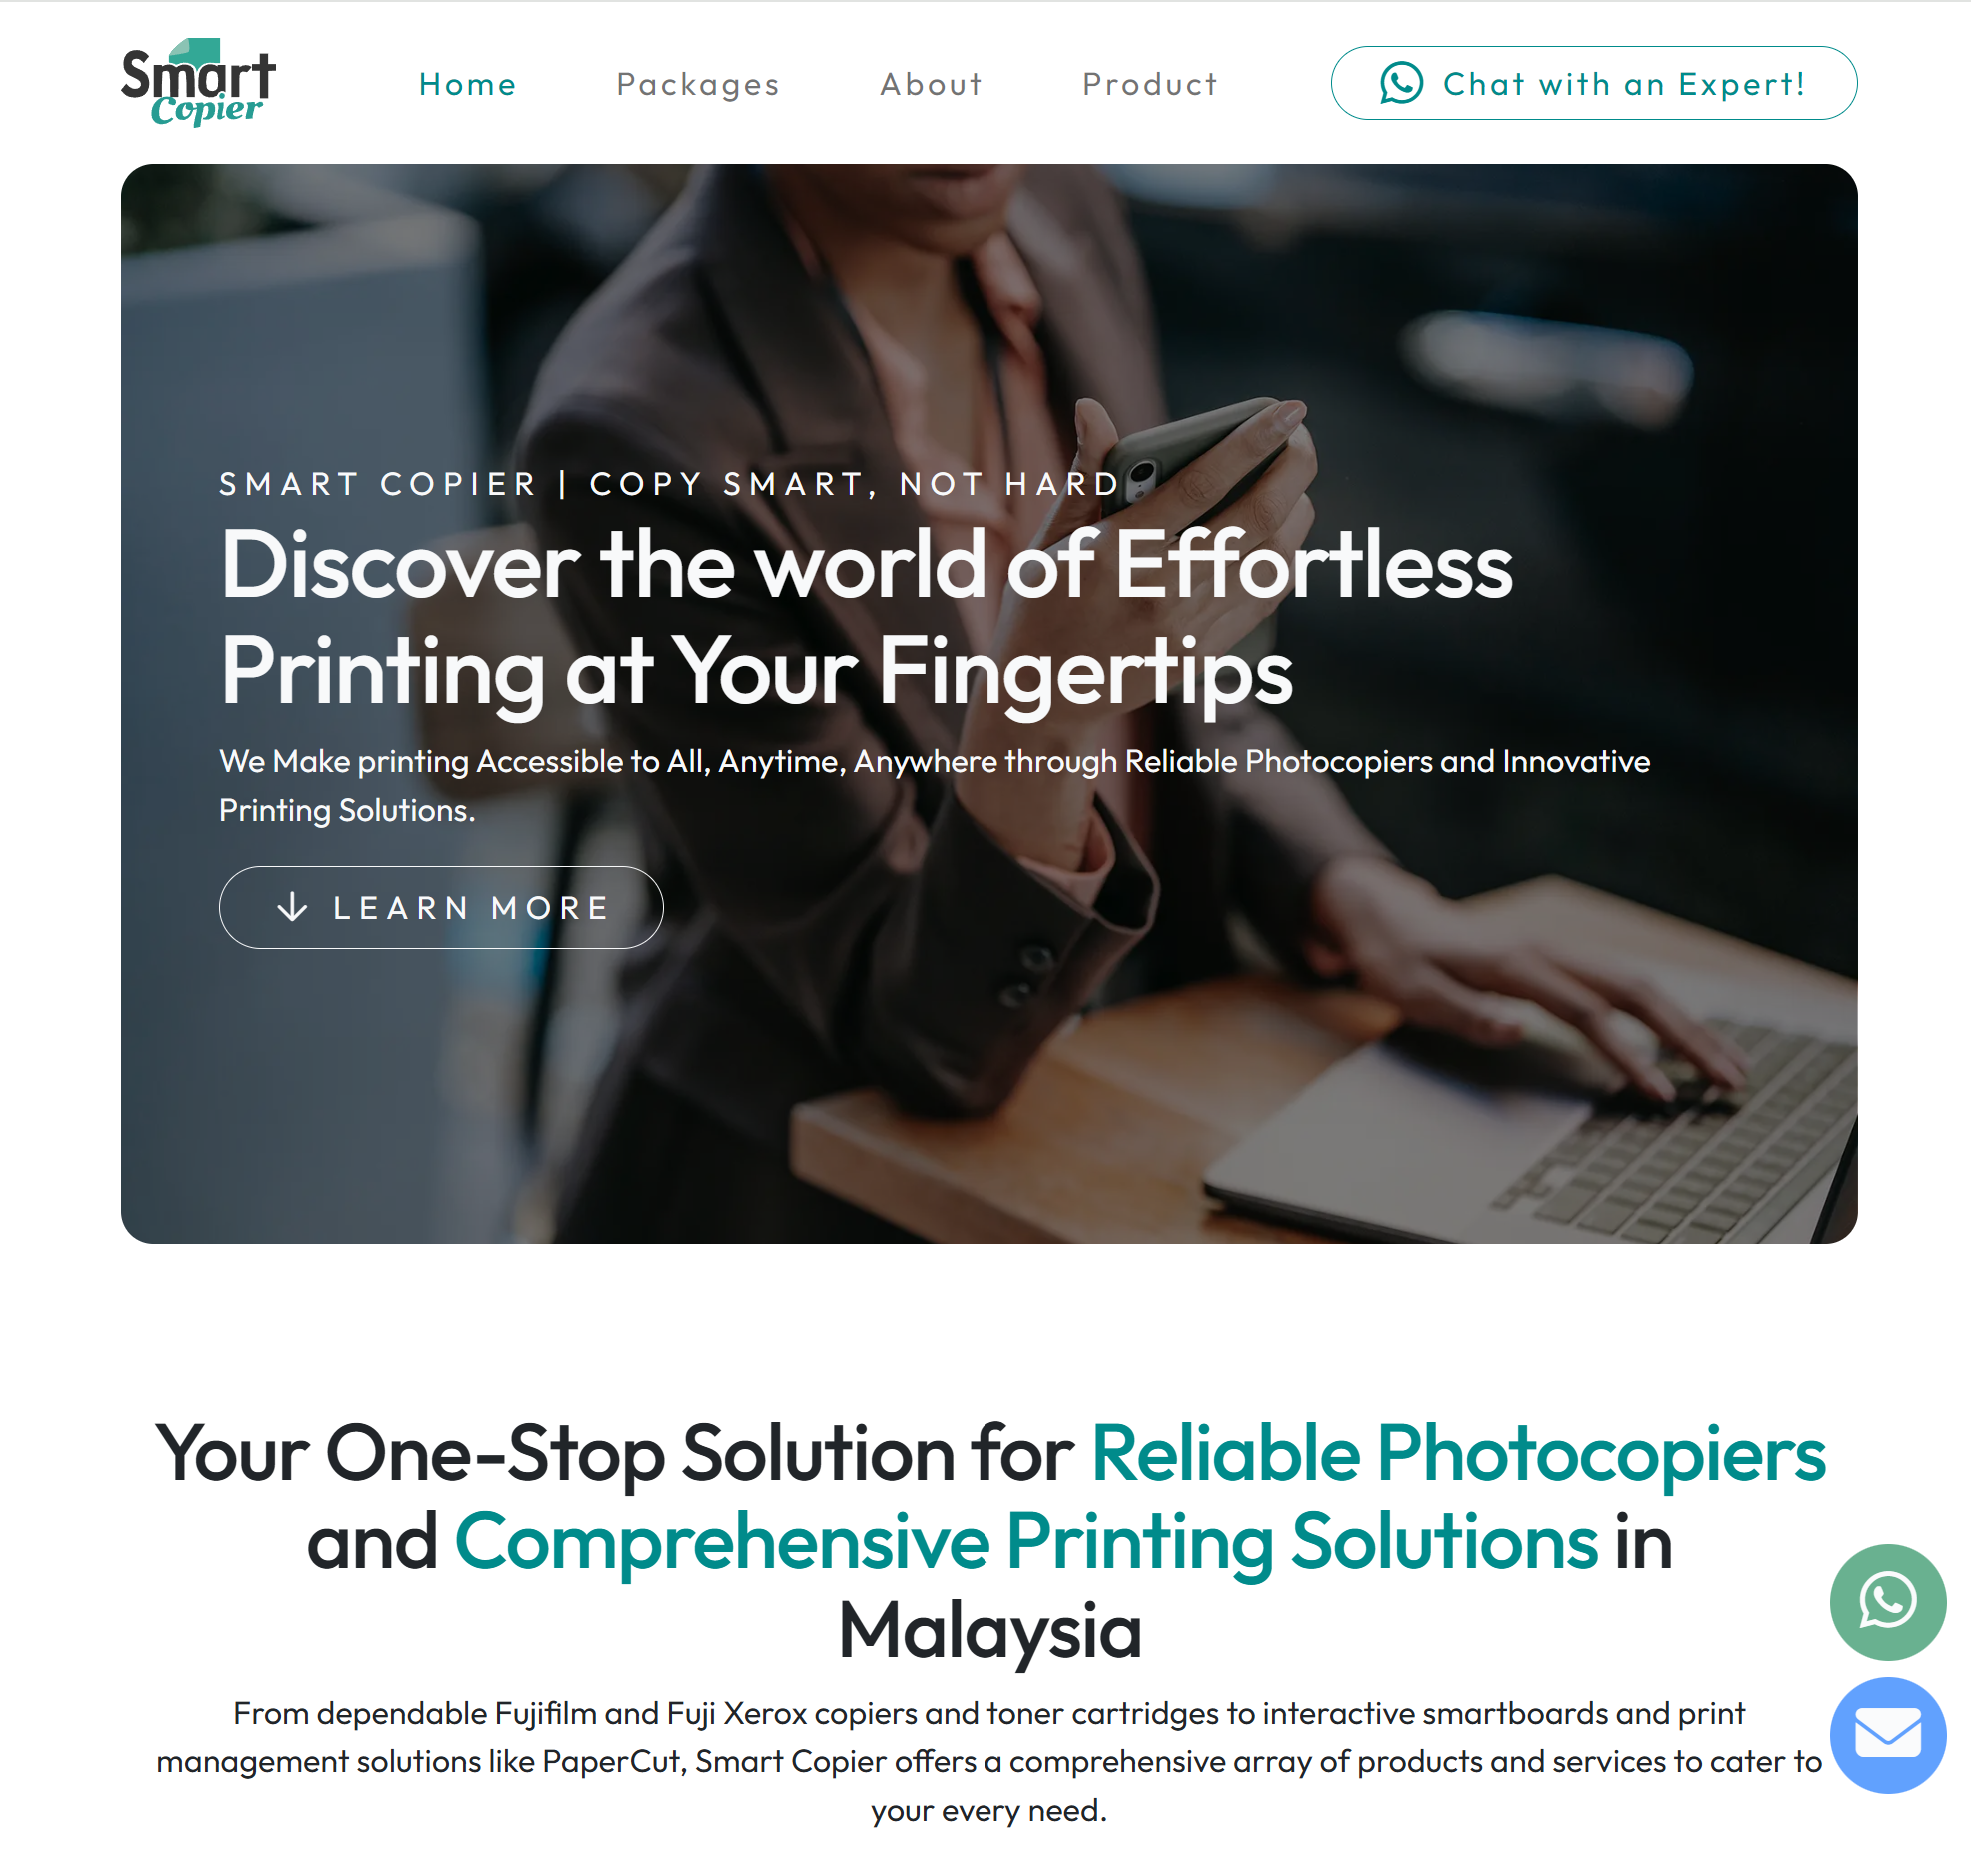 Smart
Copier
Home
Packages
About
Product
Chat with an Expert!
SMART COPIER | COPY SMART, NOT HARD
Discover the world of Effortless
Printing at Your Fingertips
We Make printing Accessible to All, Anytime, Anywhere through Reliable Photocopiers and Innovative
Printing Solutions.
LEARN MORE
Your One-Stop Solution for Reliable Photocopiers
and Comprehensive Printing Solutions in
Malaysia
From dependable Fujifilm and Fuji Xerox copiers and toner cartridges to interactive smartboards and print
management solutions like PaperCut, Smart Copier offers a comprehensive array of products and services to cater to
your every need.